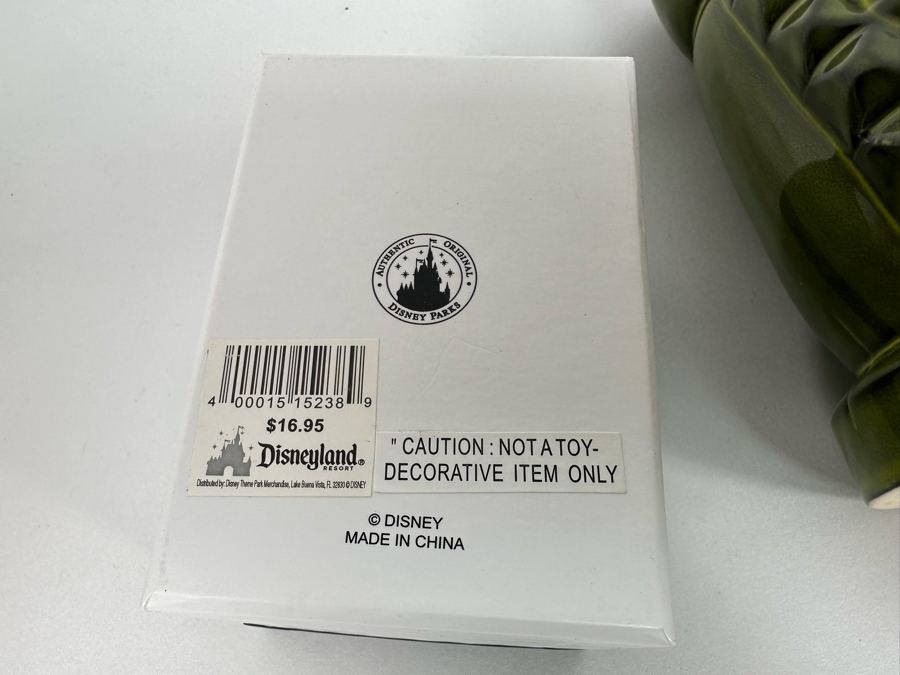 AUTHENTIC ORIGINAL
DISNEY PARKS
4 00015 15238 9
$16.95
Disneyland®
RESORT
Distributed by: Disney Theme Park Merchandise, Lake Buena Vista, FL 32830 © DISNEY
" CAUTION : NOT A TOY-
DECORATIVE ITEM ONLY
© DISNEY
MADE IN CHINA